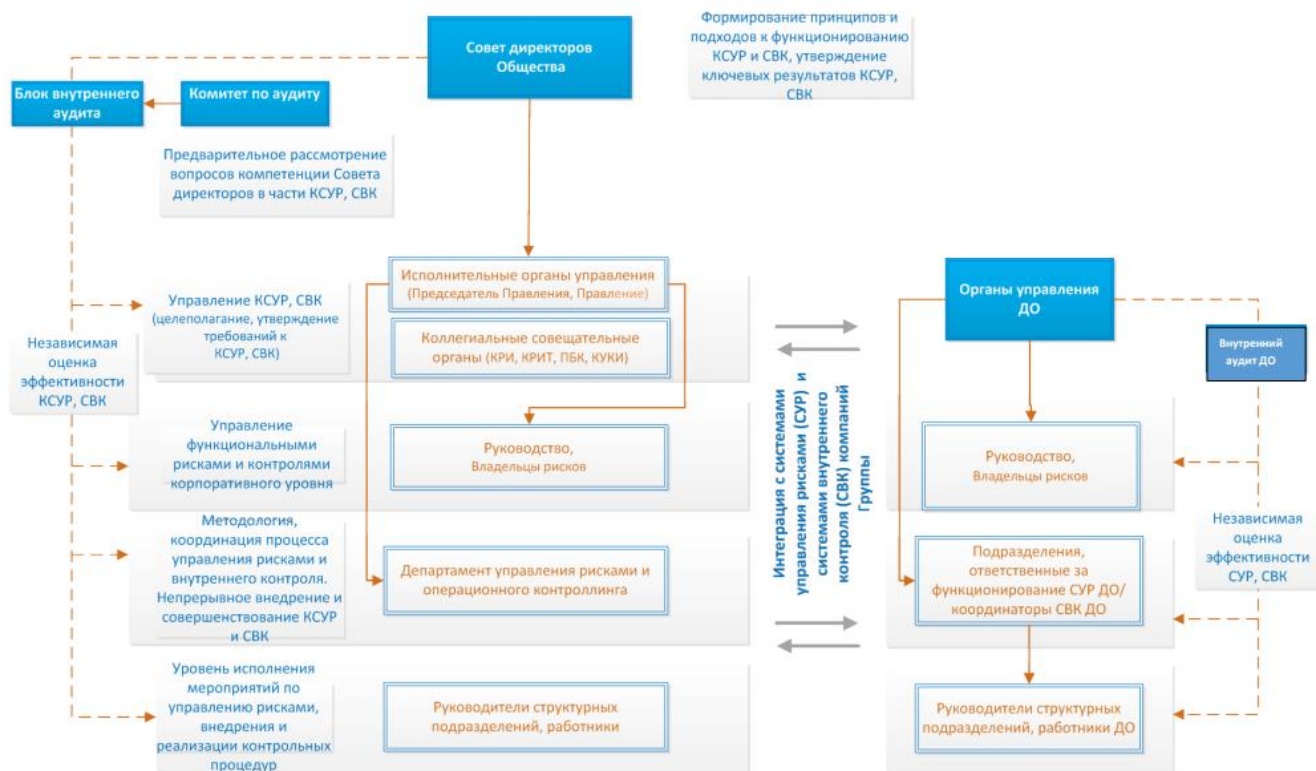 Совет директоров
Общества
Формирование принципов и
подходов к функционированию
КСУР и СВК, утверждение
ключевых результатов КСУР,
СВК
Блок внутреннего
аудита
Комитет по аудиту
Предварительное рассмотрение
вопросов компетенции Совета
директоров в части КСУР, СВК
Управление КСУР, СВК
(целеполагание, утверждение
требований к
КСУР, СВК)
Исполнительные органы управления
(Председатель Правления, Правление)
Коллегиальные совещательные
органы (КРИ, КРИТ, ПБК, КУКИ)
Органы управления
ДО
Внутренний
аудит ДО
Независимая
оценка
эффективности
КСУР, СВК
Управление
функциональными
рисками и контролями
корпоративного уровня
Руководство,
Владельцы рисков
Интеграция с системами
управления рисками (СУР) и
системами внутреннего
контроля (СВК) компаний
Группы
Руководство,
Владельцы рисков
Методология,
координация процесса
управления рисками и
внутреннего контроля.
Непрерывное внедрение и
совершенствование КСУР
и СВК
Департамент управления рисками и
операционного контроллинга
Подразделения,
ответственные за
функционирование СУР ДО/
координаторы СВК ДО
Независимая
оценка
эффективности
СУР, СВК
Уровень исполнения
мероприятий по
управлению рисками,
внедрения и
реализации контрольных
процедур
Руководители структурных
подразделений, работники
Руководители структурных
подразделений, работники ДО